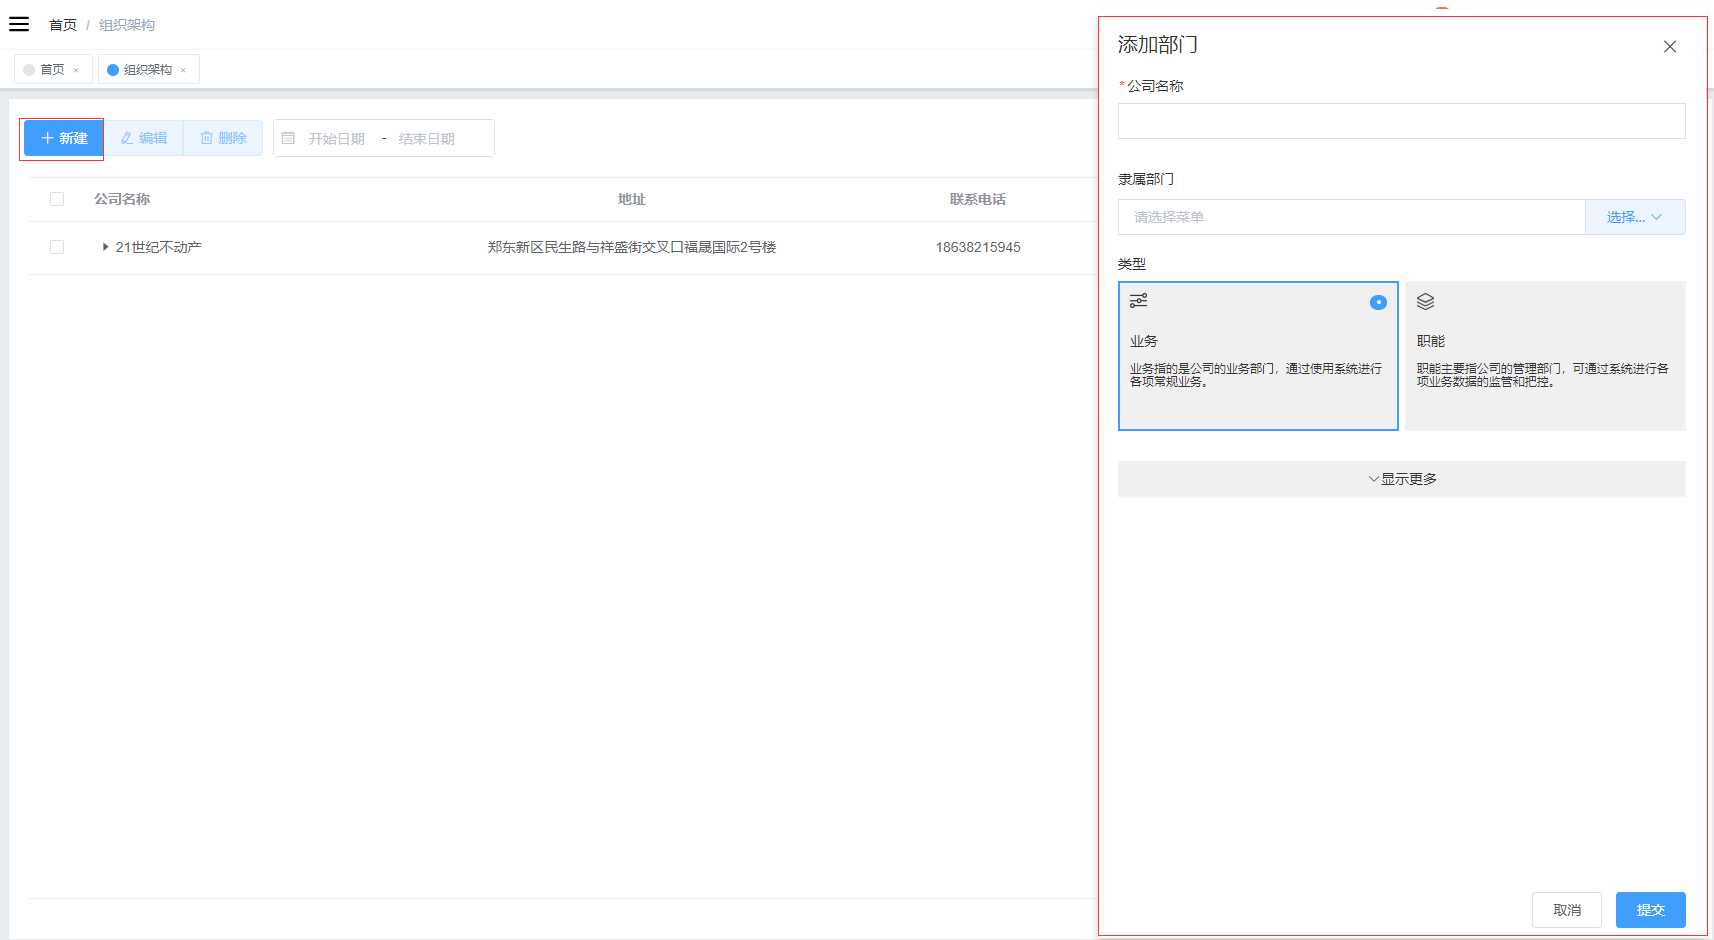 首页 / 组织架构
首页 ×
组织架构 ×
+ 新建
编辑
删除
开始日期 - 结束日期
公司名称 地址 联系电话
21世纪不动产 郑东新区民生路与祥盛街交叉口福晟国际2号楼 18638215945
添加部门
*公司名称
隶属部门
请选择菜单
选择...
类型
业务
业务指的是公司的业务部门，通过使用系统进行
各项常规业务。
职能
职能主要指公司的管理部门，可通过系统进行各
项业务数据的监管和把控。
显示更多
取消
提交